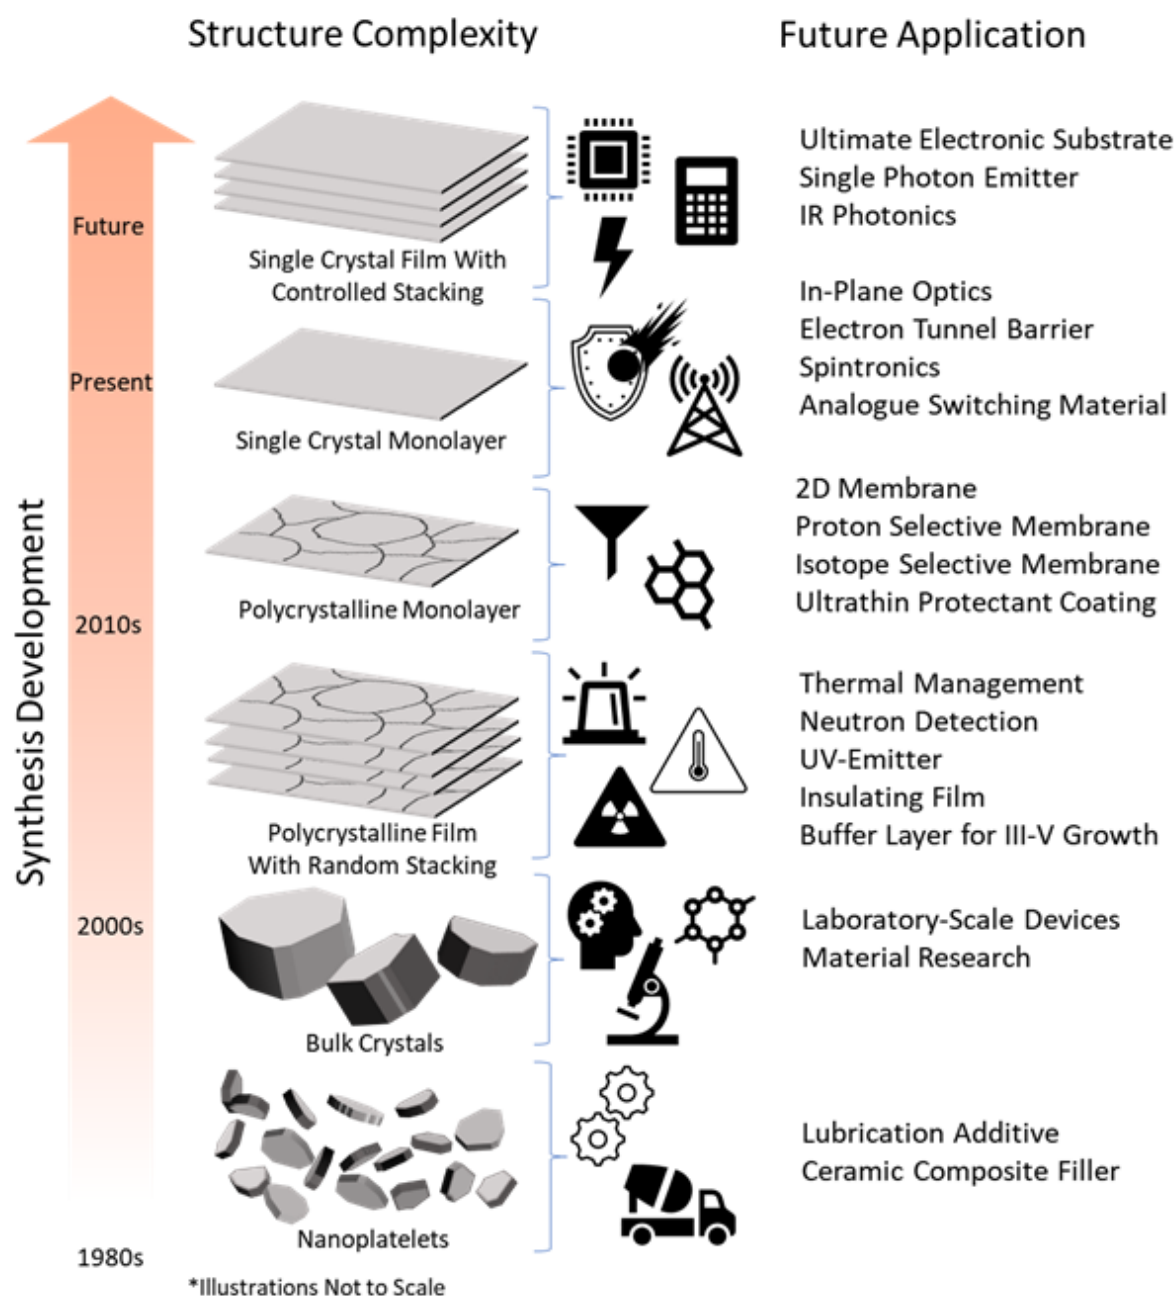 Structure Complexity
Future Application
Synthesis Development
Future
Single Crystal Film With
Controlled Stacking
Ultimate Electronic Substrate
Single Photon Emitter
IR Photonics
Present
Single Crystal Monolayer
In-Plane Optics
Electron Tunnel Barrier
Spintronics
Analogue Switching Material
2010s
Polycrystalline Monolayer
2D Membrane
Proton Selective Membrane
Isotope Selective Membrane
Ultrathin Protectant Coating
Polycrystalline Film
With Random Stacking
Thermal Management
Neutron Detection
UV-Emitter
Insulating Film
Buffer Layer for III-V Growth
2000s
Bulk Crystals
Laboratory-Scale Devices
Material Research
Nanoplatelets
Lubrication Additive
Ceramic Composite Filler
1980s
*Illustrations Not to Scale